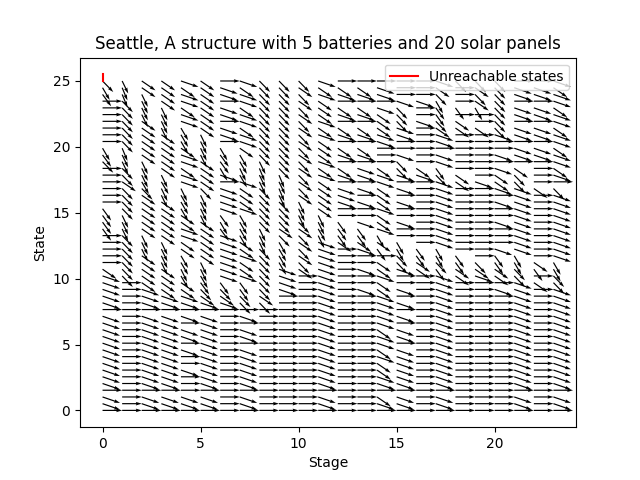 Seattle, A structure with 5 batteries and 20 solar panels
Unreachable states
25
20
15
10
5
0
State
0 5 10 15 20
Stage